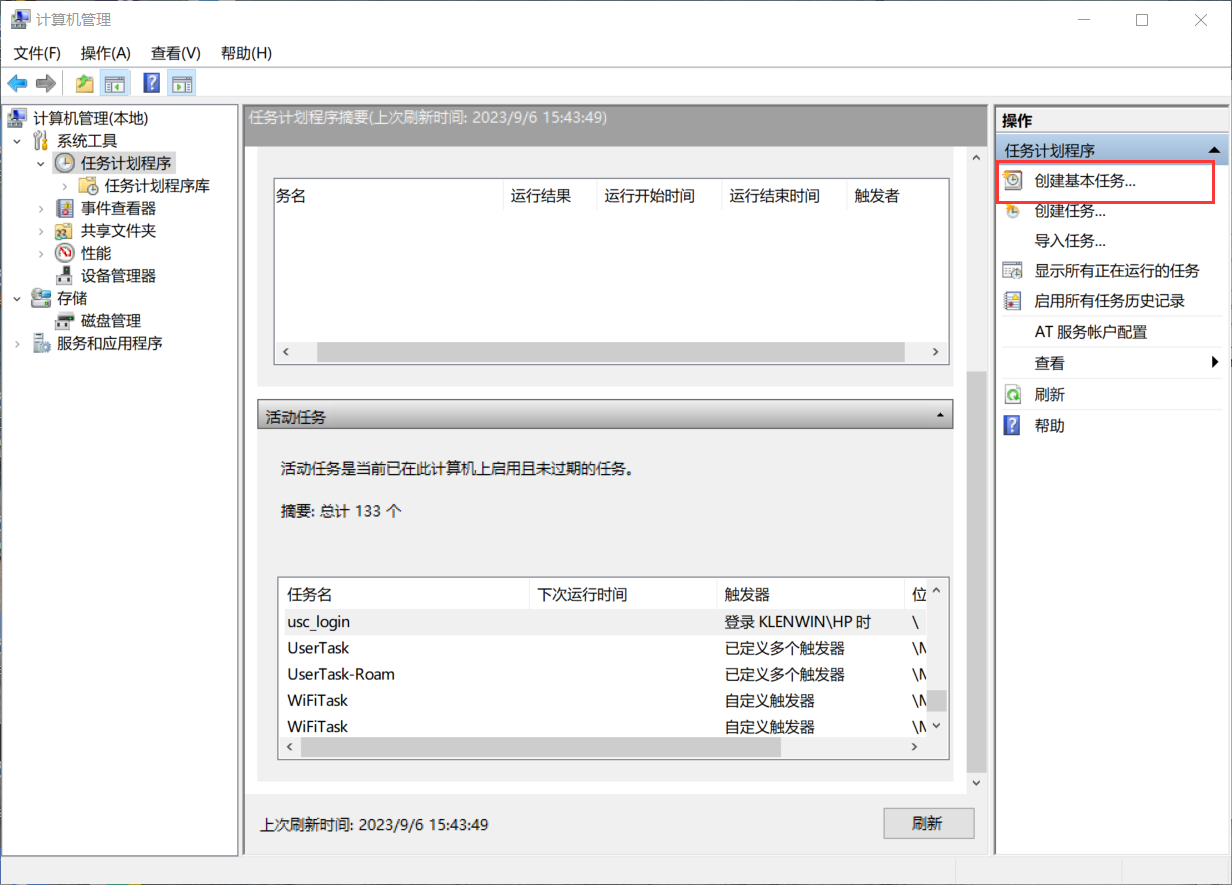 计算机管理
文件(F) 操作(A) 查看(V) 帮助(H)
计算机管理(本地)
系统工具
任务计划程序
任务计划程序库
事件查看器
共享文件夹
性能
设备管理器
存储
磁盘管理
服务和应用程序
任务计划程序摘要(上次刷新时间: 2023/9/6 15:43:49)
务名 运行结果 运行开始时间 运行结束时间 触发者
活动任务
活动任务是当前已在此计算机上启用且未过期的任务。
摘要: 总计 133 个
任务名 下次运行时间 触发器 位
usc_login 登录 KLENWIN\HP 时 \
UserTask 已定义多个触发器 \M
UserTask-Roam 已定义多个触发器 \M
WiFiTask 自定义触发器 \M
WiFiTask 自定义触发器 \M
上次刷新时间: 2023/9/6 15:43:49 刷新
操作
任务计划程序
创建基本任务...
创建任务...
导入任务...
显示所有正在运行的任务
启用所有任务历史记录
AT 服务帐户配置
查看
刷新
帮助